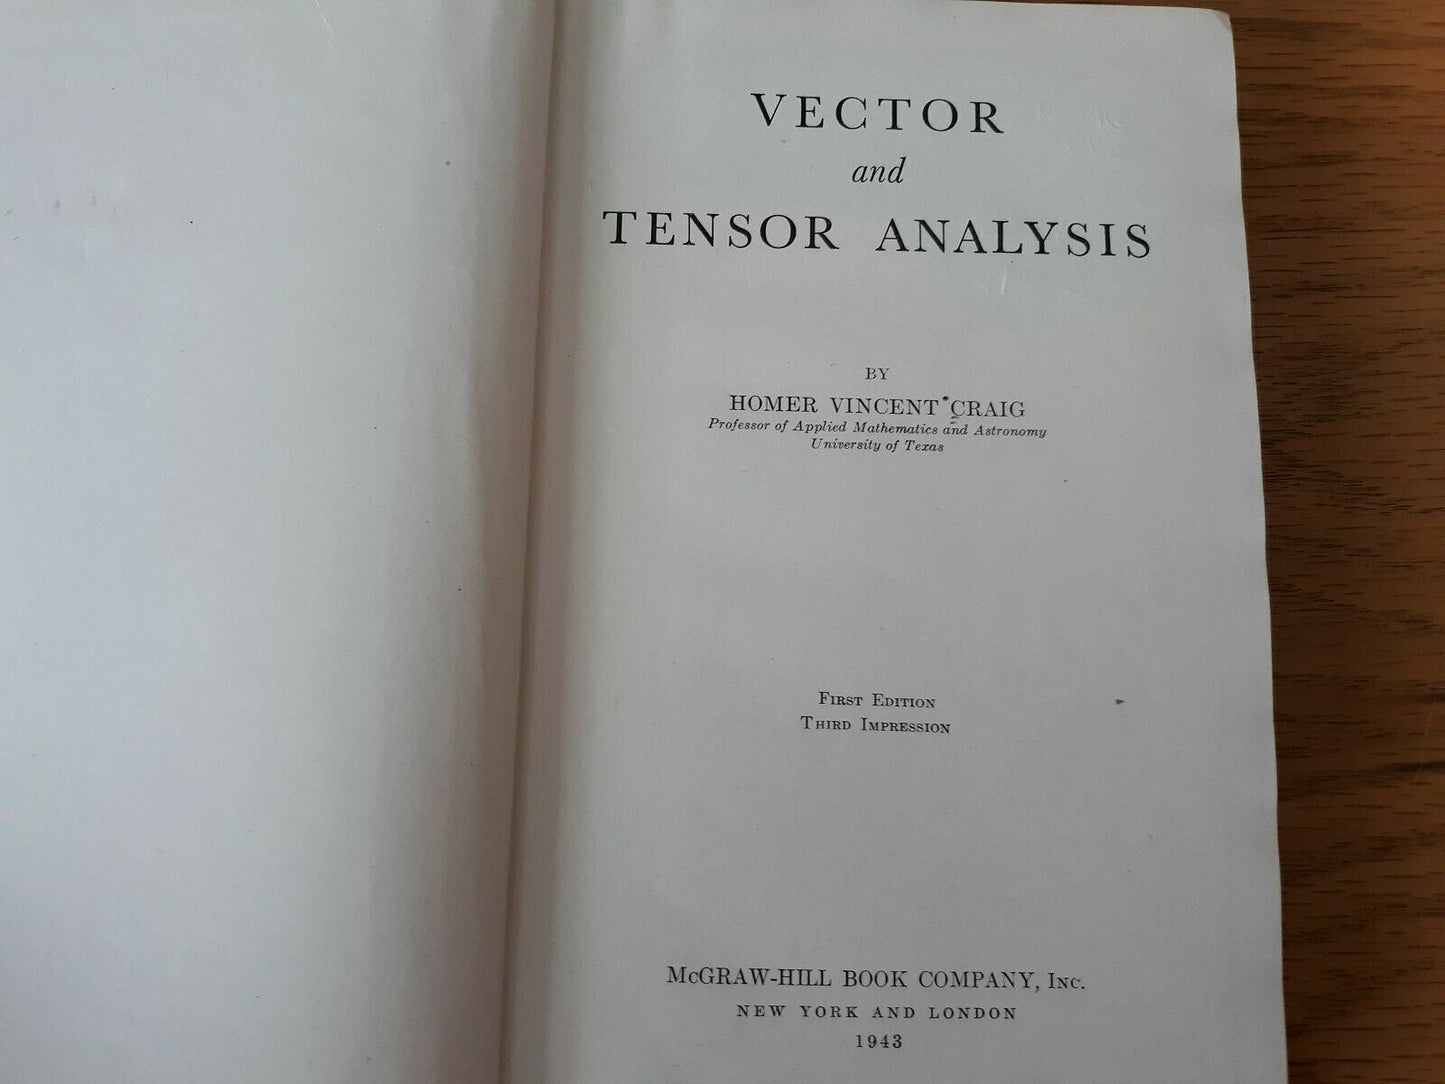 VECTOR
and
TENSOR ANALYSIS
BY
HOMER VINCENT CRAIG
Professor of Applied Mathematics and Astronomy
University of Texas
First Edition
Third Impression
McGRAW-HILL BOOK COMPANY, Inc.
NEW YORK AND LONDON
1943